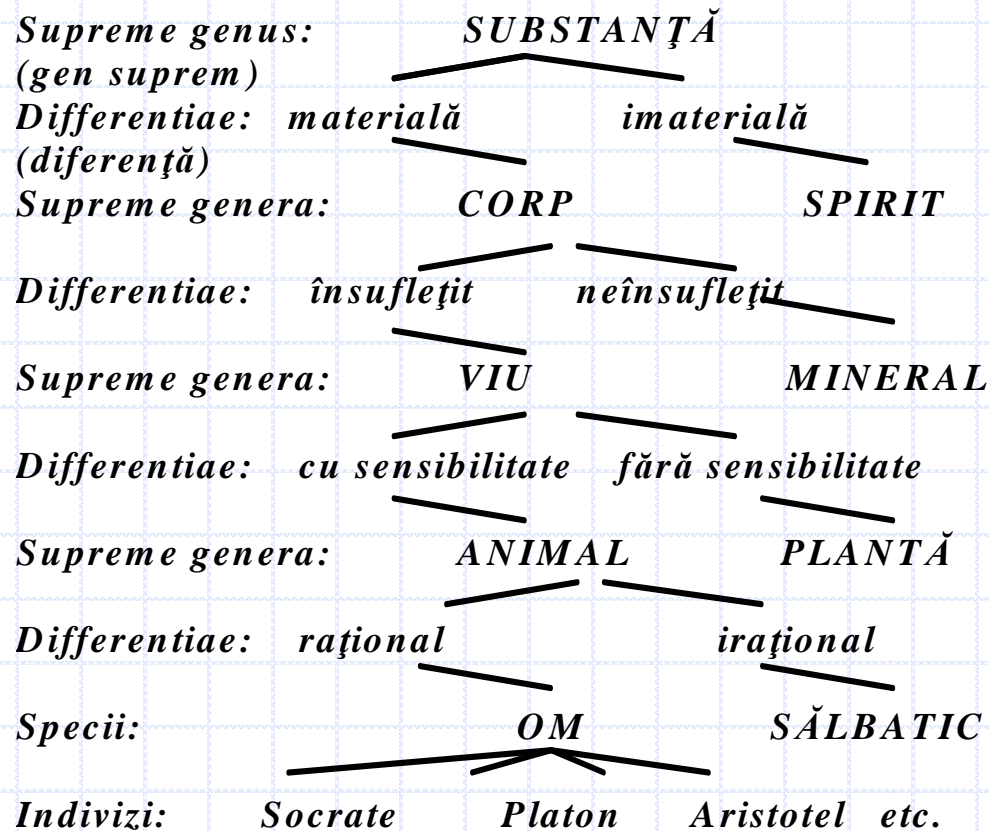 Supreme genus: SUBSTANŢĂ
(gen suprem)
Differentiae: materială imaterială
(diferenţă)
Supreme genera: CORP SPIRIT
Differentiae: însufleţit neînsufleţit
Supreme genera: VIU MINERAL
Differentiae: cu sensibilitate fără sensibilitate
Supreme genera: ANIMAL PLANTĂ
Differentiae: raţional iraţional
Specii: OM SĂLBATIC
Indivizi: Socrate Platon Aristotel etc.